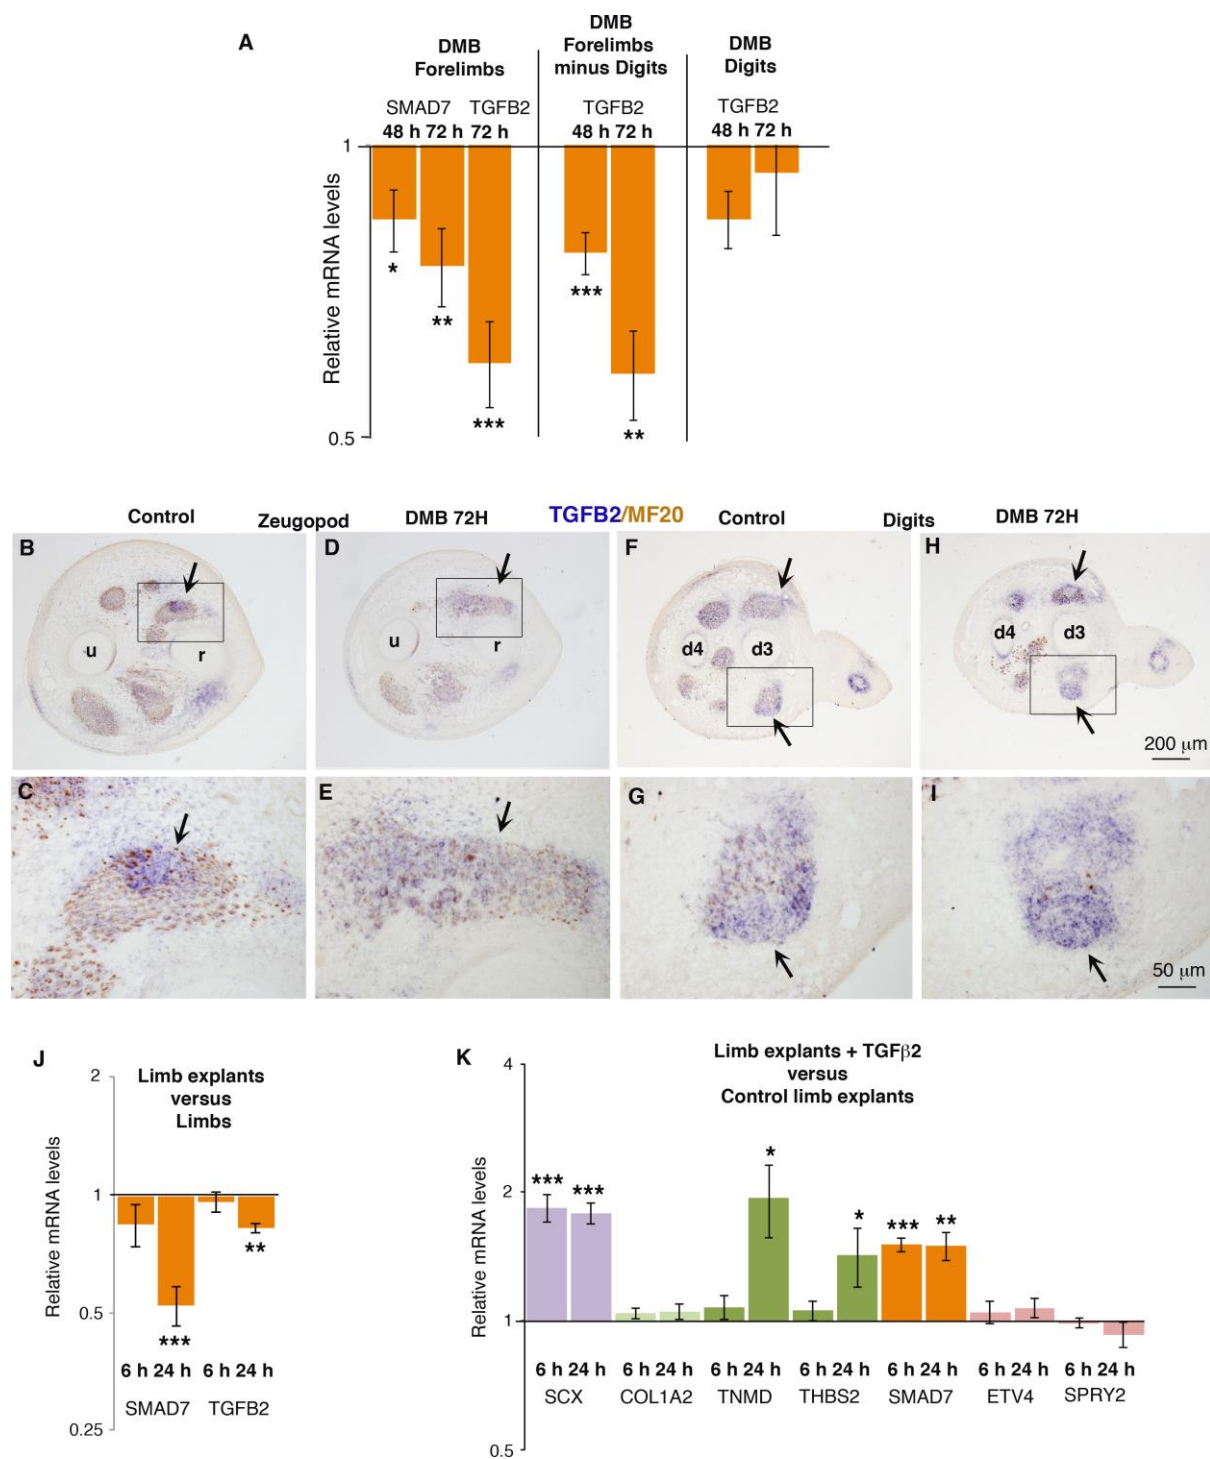 A
DMB
Forelimbs
DMB
Forelimbs
minus Digits
DMB
Digits
SMAD7 TGFB2
TGFB2
TGFB2
48 h 72 h 72 h
48 h 72 h
48 h 72 h
1
0.5
Relative mRNA levels
*
**
***
***
**
Control Zeugopod DMB 72H TGFB2/MF20 Control Digits DMB 72H
B
u
r
D
u
r
F
d4
d3
H
d4
d3
200 μm
C
E
G
I
50 μm
J
Limb explants
versus
Limbs
2
1
0.5
0.25
Relative mRNA levels
***
**
6 h 24 h 6 h 24 h
SMAD7 TGFB2
K
Limb explants + TGFβ2
versus
Control limb explants
4
2
1
0.5
Relative mRNA levels
***
***
*
*
***
**
6 h 24 h 6 h 24 h 6 h 24 h 6 h 24 h 6 h 24 h 6 h 24 h 6 h 24 h
SCX COL1A2 TNMD THBS2 SMAD7 ETV4 SPRY2